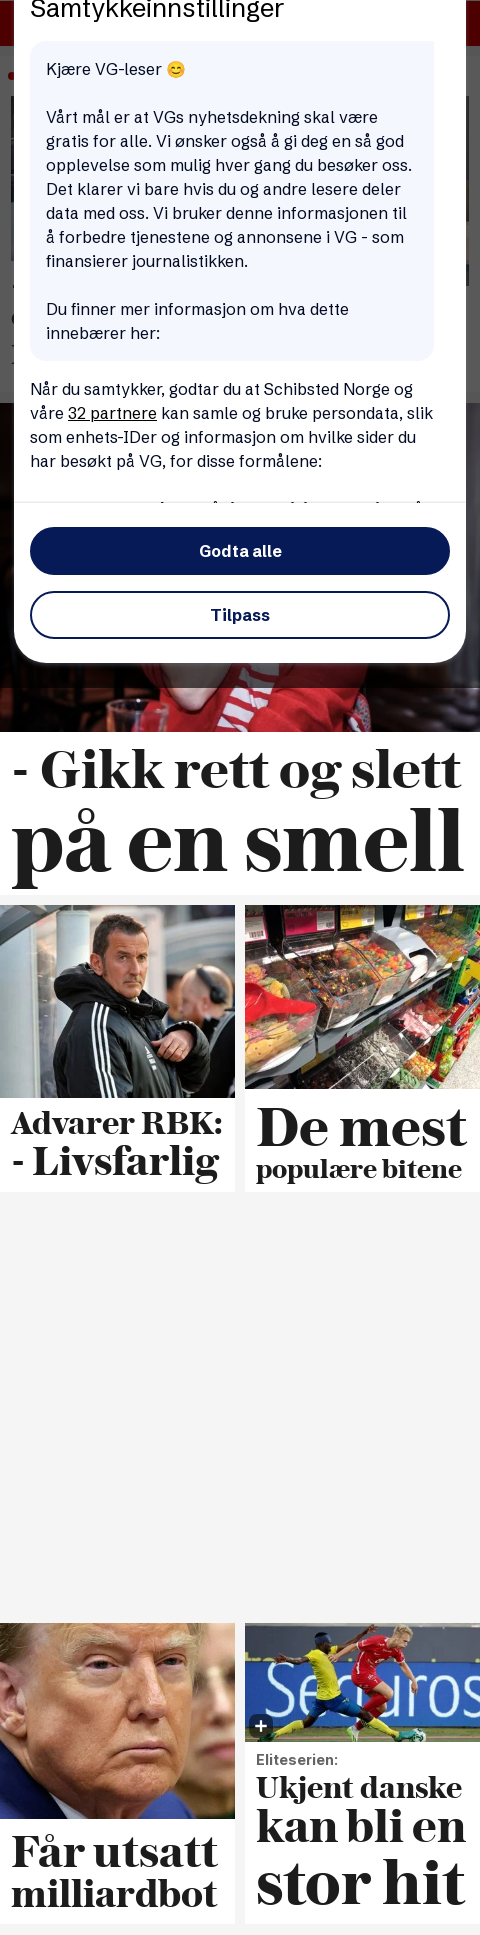 Samtykkeinnstillinger
Kjære VG-leser 😊
Vårt mål er at VGs nyhetsdekning skal være
gratis for alle. Vi ønsker også å gi deg en så god
opplevelse som mulig hver gang du besøker oss.
Det klarer vi bare hvis du og andre lesere deler
data med oss. Vi bruker denne informasjonen til
å forbedre tjenestene og annonsene i VG - som
finansierer journalistikken.
Du finner mer informasjon om hva dette
innebærer her:
Når du samtykker, godtar du at Schibsted Norge og
våre 32 partnere kan samle og bruke persondata, slik
som enhets-IDer og informasjon om hvilke sider du
har besøkt på VG, for disse formålene:
Godta alle
Tilpass
- Gikk rett og slett
på en smell
Advarer RBK:
- Livsfarlig
De mest
populære bitene
Får utsatt
milliardbot
Eliteserien:
Ukjent danske
kan bli en
stor hit